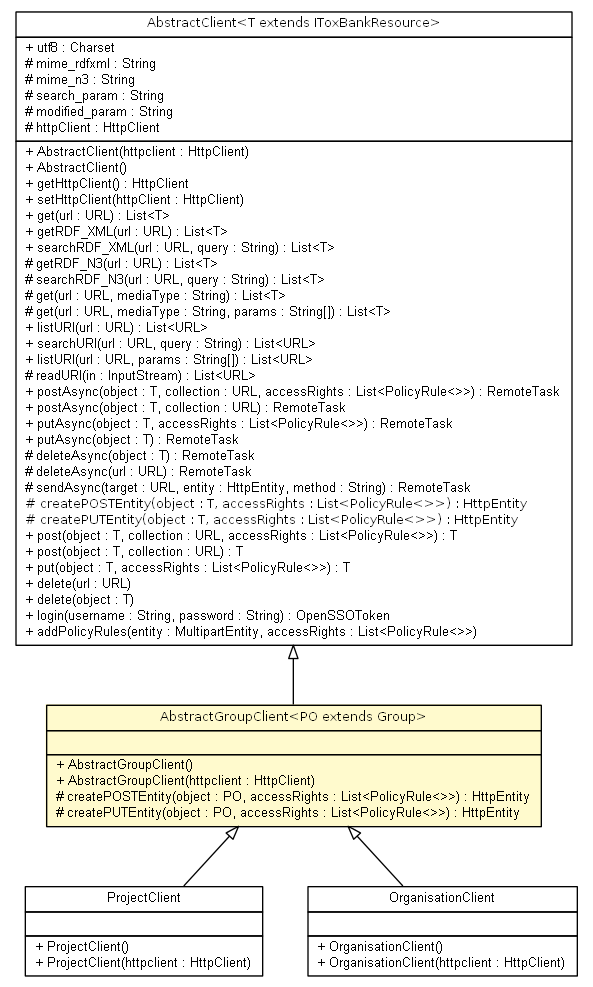 AbstractClient<T extends IToxBankResource>
+ utf8 : Charset
# mime_rdfxml : String
# mime_n3 : String
# search_param : String
# modified_param : String
# httpClient : HttpClient
+ AbstractClient(httpclient : HttpClient)
+ AbstractClient()
+ getHttpClient() : HttpClient
+ setHttpClient(httpClient : HttpClient)
+ get(url : URL) : List<T>
+ getRDF_XML(url : URL) : List<T>
+ searchRDF_XML(url : URL, query : String) : List<T>
# getRDF_N3(url : URL) : List<T>
# searchRDF_N3(url : URL, query : String) : List<T>
# get(url : URL, mediaType : String) : List<T>
# get(url : URL, mediaType : String, params : String[]) : List<T>
+ listURI(url : URL) : List<URL>
+ searchURI(url : URL, query : String) : List<URL>
+ listURI(url : URL, params : String[]) : List<URL>
# readURI(in : InputStream) : List<URL>
+ postAsync(object : T, collection : URL, accessRights : List<PolicyRule<>>) : RemoteTask
+ postAsync(object : T, collection : URL) : RemoteTask
+ putAsync(object : T, accessRights : List<PolicyRule<>>) : RemoteTask
+ putAsync(object : T) : RemoteTask
# deleteAsync(object : T) : RemoteTask
# deleteAsync(url : URL) : RemoteTask
# sendAsync(target : URL, entity : HttpEntity, method : String) : RemoteTask
# createPOSTEntity(object : T, accessRights : List<PolicyRule<>>) : HttpEntity
# createPUTEntity(object : T, accessRights : List<PolicyRule<>>) : HttpEntity
+ post(object : T, collection : URL, accessRights : List<PolicyRule<>>) : T
+ post(object : T, collection : URL) : T
+ put(object : T, accessRights : List<PolicyRule<>>) : T
+ delete(url : URL)
+ delete(object : T)
+ login(username : String, password : String) : OpenSSOToken
+ addPolicyRules(entity : MultipartEntity, accessRights : List<PolicyRule<>>)
AbstractGroupClient<PO extends Group>
+ AbstractGroupClient()
+ AbstractGroupClient(httpclient : HttpClient)
# createPOSTEntity(object : PO, accessRights : List<PolicyRule<>>) : HttpEntity
# createPUTEntity(object : PO, accessRights : List<PolicyRule<>>) : HttpEntity
ProjectClient
+ ProjectClient()
+ ProjectClient(httpclient : HttpClient)
OrganisationClient
+ OrganisationClient()
+ OrganisationClient(httpclient : HttpClient)